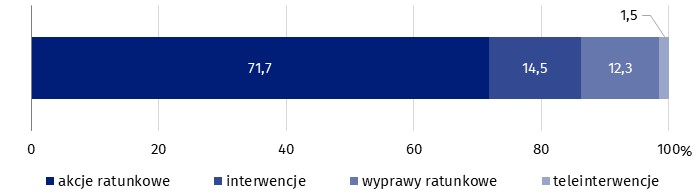 1,5
71,7 14,5 12,3
0 20 40 60 80 100%
akcje ratunkowe interwencje wyprawy ratunkowe teleinterwencje